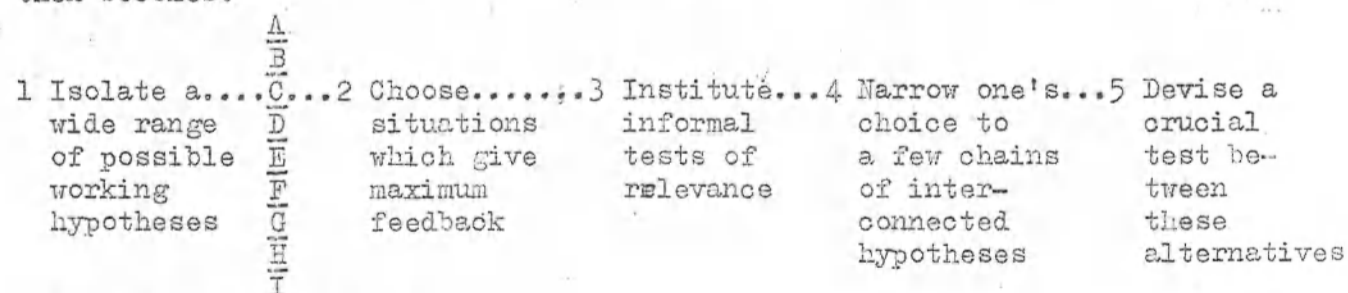 A
B
1 Isolate a....C...2 Choose.......3 Institute...4 Narrow one's...5 Devise a
wide range D situations informal choice to crucial
of possible E which give tests of a few chains test be-
working F maximum relevance of inter- tween
hypotheses G feedback connected these
H hypotheses alternatives
I